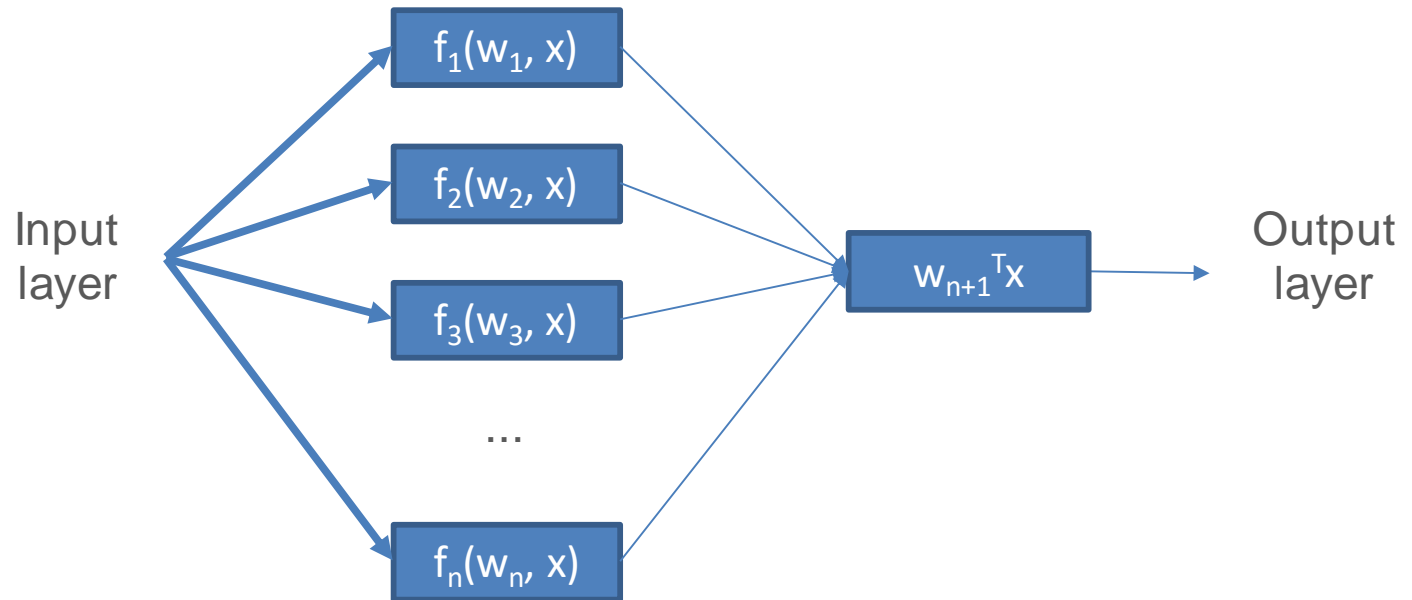 f₁(w₁, x)
f₂(w₂, x)
Input
layer
f₃(w₃, x)
...
fₙ(wₙ, x)
wₙ₊₁ᵀx
Output
layer